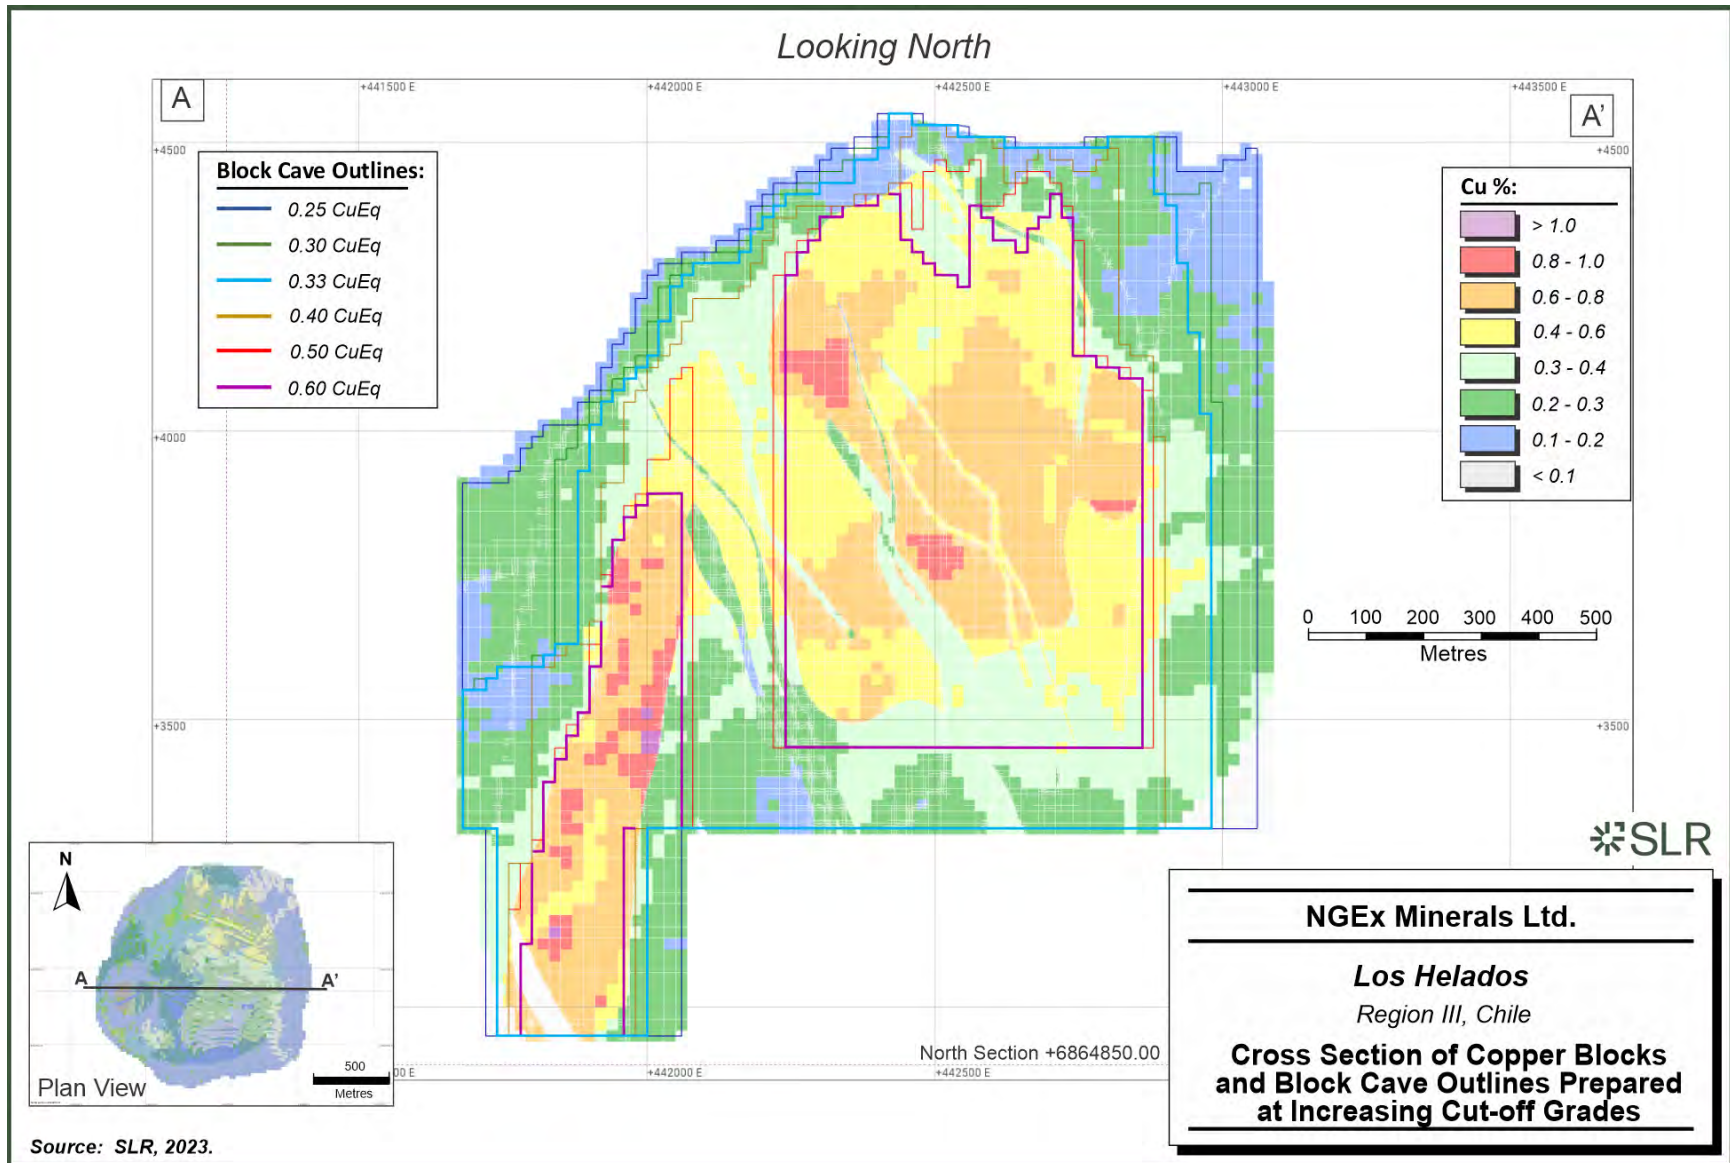 Looking North
A
+441500 E
+442000 E
+442500 E
+443000 E
+443500 E
A'
+4500
+4500
Block Cave Outlines:
0.25 CuEq
0.30 CuEq
0.33 CuEq
0.40 CuEq
0.50 CuEq
0.60 CuEq
Cu %:
> 1.0
0.8 - 1.0
0.6 - 0.8
0.4 - 0.6
0.3 - 0.4
0.2 - 0.3
0.1 - 0.2
< 0.1
+4000
0 100 200 300 400 500
Metres
+3500
+3500
SLR
N
A
A'
Plan View
500
Metres
North Section +6864850.00
00 E
+442000 E
+442500 E
NGEx Minerals Ltd.
Los Helados
Region III, Chile
Cross Section of Copper Blocks
and Block Cave Outlines Prepared
at Increasing Cut-off Grades
Source: SLR, 2023.